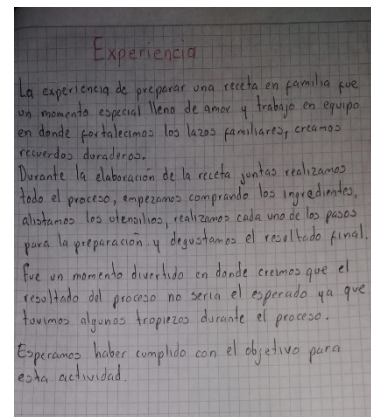 Experiencia
La experiencia de preparar una receta en familia fue
un momento especial lleno de amor y trabajo en equipo
en donde fortalecimos los lazos familiares, creamos
recuerdos duraderos.
Durante la elaboración de la receta juntas realizamos
todo el proceso, empezamos comprando los ingredientes,
alistamos los utensilios, realizamos cada uno de los pasos
para la preparación y degustamos el resultado final.
fue un momento divertido en donde creimos que el
resultado del proceso no seria el esperado ya que
tuvimos algunos tropiezos durante el proceso.
Esperamos haber cumplido con el objetivo para
esta actividad.